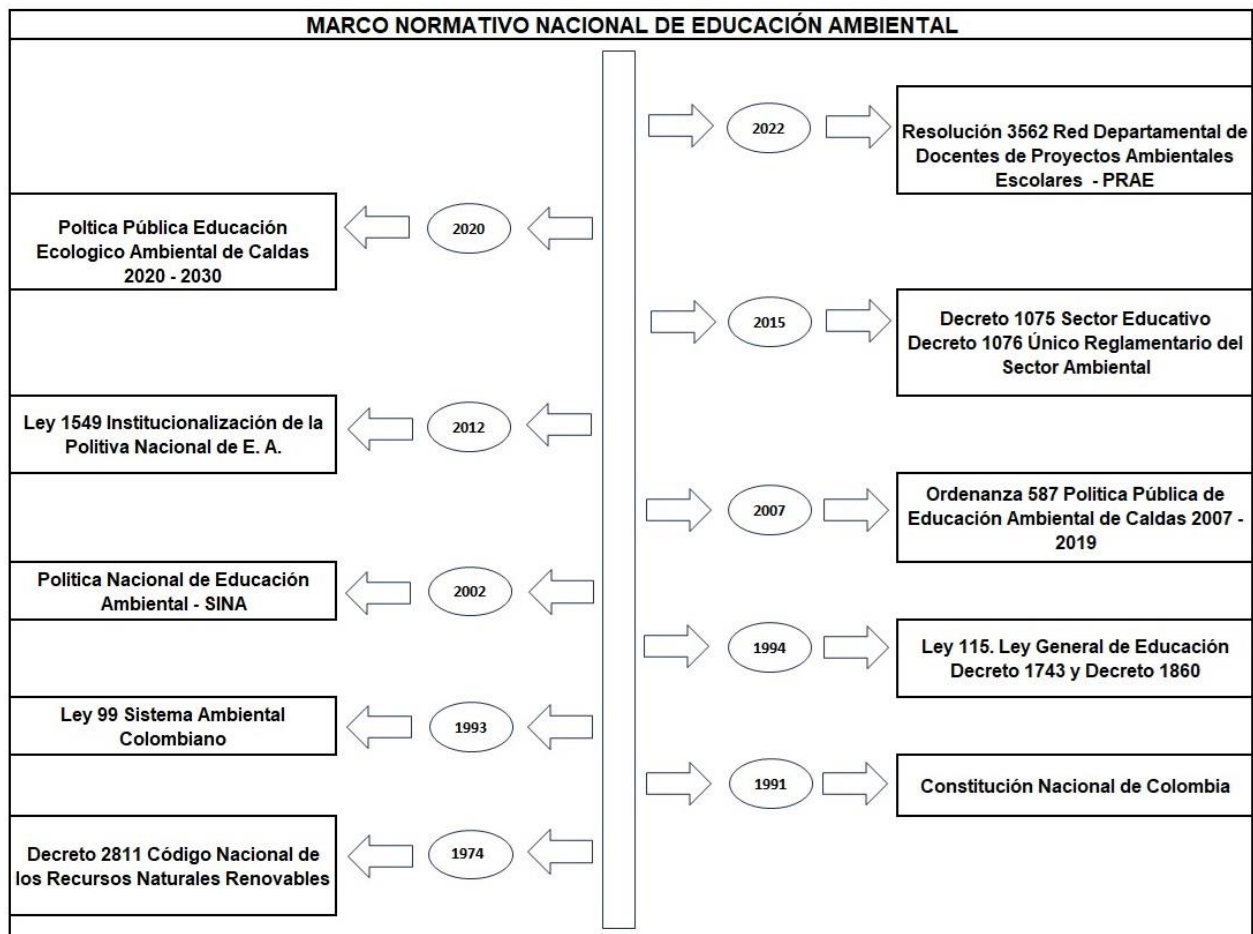 MARCO NORMATIVO NACIONAL DE EDUCACIÓN AMBIENTAL
2022
Resolución 3562 Red Departamental de
Docentes de Proyectos Ambientales
Escolares - PRAE
Poltica Pública Educación
Ecologico Ambiental de Caldas
2020 - 2030
2020
2015
Decreto 1075 Sector Educativo
Decreto 1076 Único Reglamentario del
Sector Ambiental
Ley 1549 Institucionalización de la
Politiva Nacional de E. A.
2012
2007
Ordenanza 587 Politica Pública de
Educación Ambiental de Caldas 2007 -
2019
Politica Nacional de Educación
Ambiental - SINA
2002
1994
Ley 115. Ley General de Educación
Decreto 1743 y Decreto 1860
Ley 99 Sistema Ambiental
Colombiano
1993
1991
Constitución Nacional de Colombia
Decreto 2811 Código Nacional de
los Recursos Naturales Renovables
1974